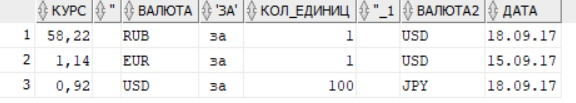 КУРС " ВАЛЮТА 'ЗА' КОЛ_ЕДИНИЦ "_1 ВАЛЮТА2 ДАТА
1 58,22 RUB за 1 USD 18.09.17
2 1,14 EUR за 1 USD 15.09.17
3 0,92 USD за 100 JPY 18.09.17